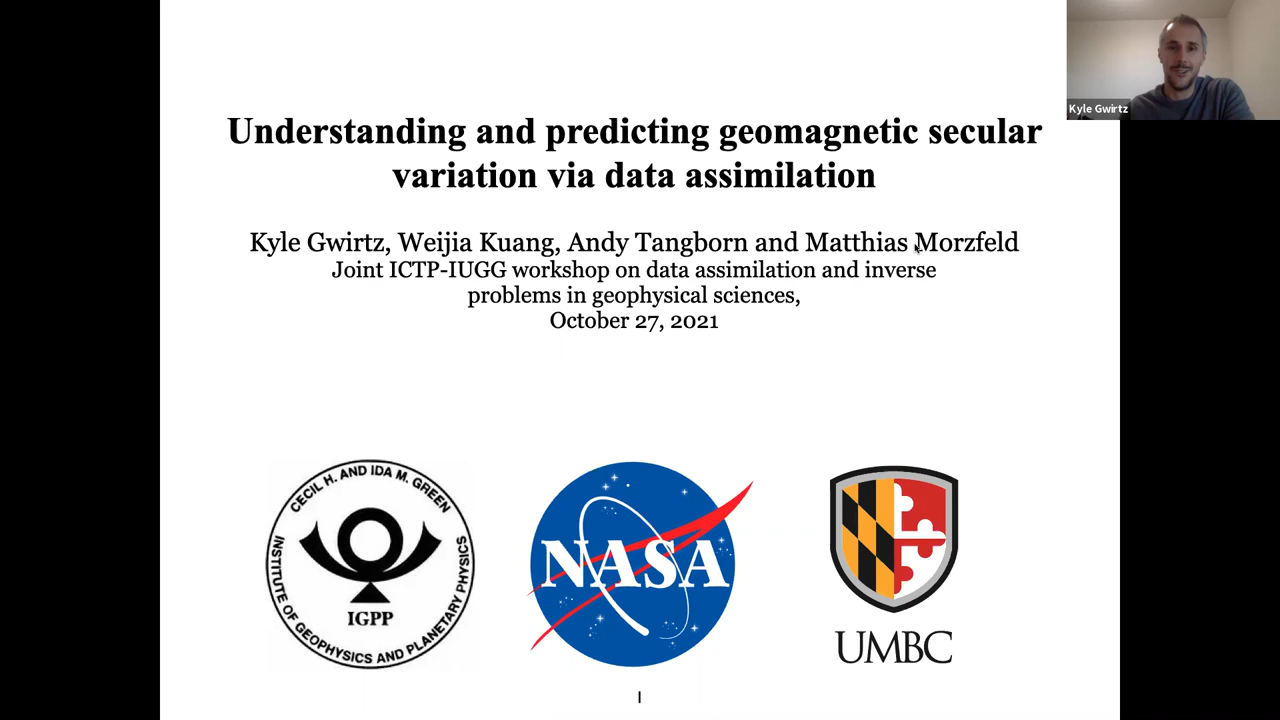 Understanding and predicting geomagnetic secular
variation via data assimilation
Kyle Gwirtz, Weijia Kuang, Andy Tangborn and Matthias Morzfeld
Joint ICTP-IUGG workshop on data assimilation and inverse
problems in geophysical sciences,
October 27, 2021
Kyle Gwirtz
CECIL H. AND IDA M. GREEN
INSTITUTE OF GEOPHYSICS AND PLANETARY PHYSICS
IGPP
NASA
UMBC
1